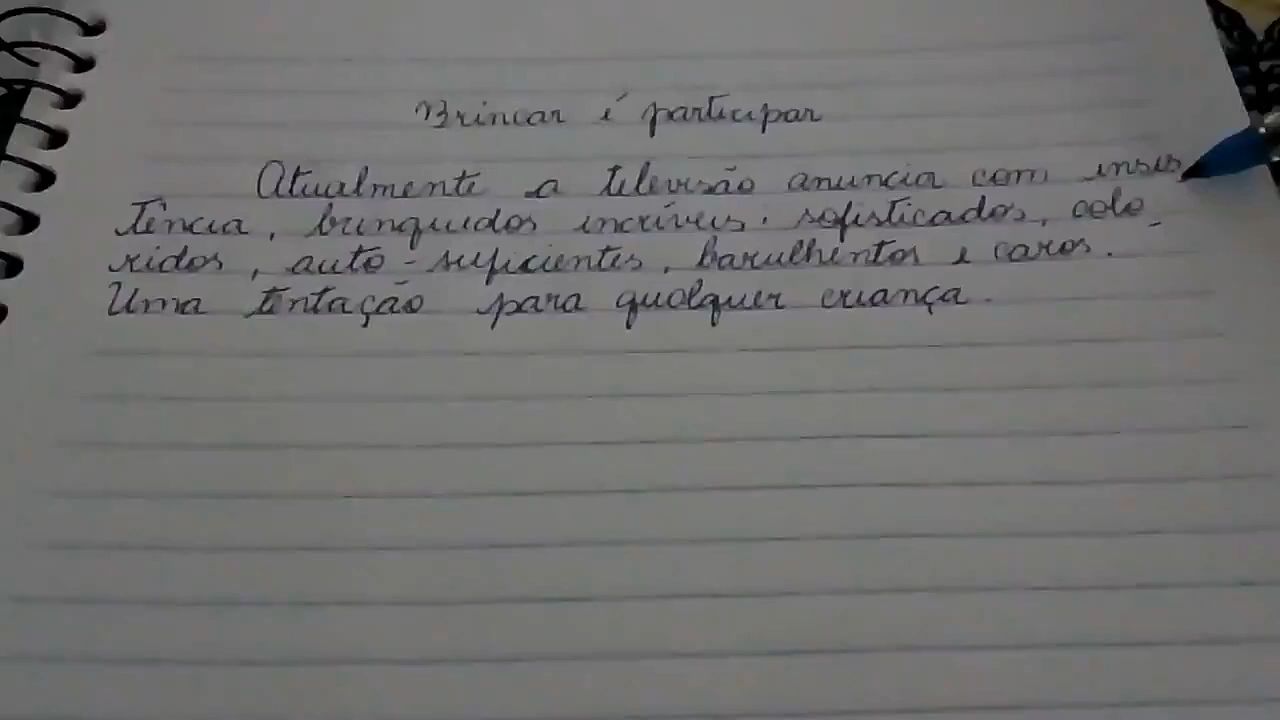 Brincar é participar
Atualmente a televisão anuncia com insis
tência, brinquedos incríveis. sofisticados, colo_
ridos, auto-suficientes, barulhentos e caros.
Uma tentação para qualquer criança.